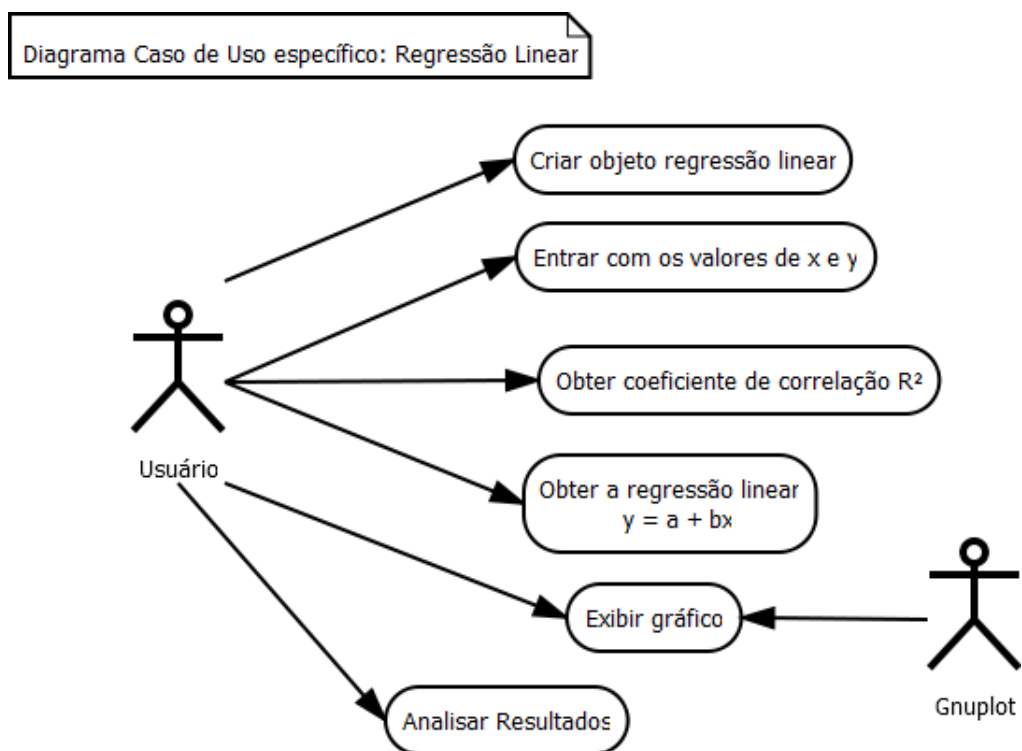 Diagrama Caso de Uso específico: Regressão Linear
Criar objeto regressão linear
Entrar com os valores de x e y
Obter coeficiente de correlação R²
Usuário
Obter a regressão linear
y = a + bx
Exibir gráfico
Gnuplot
Analisar Resultados